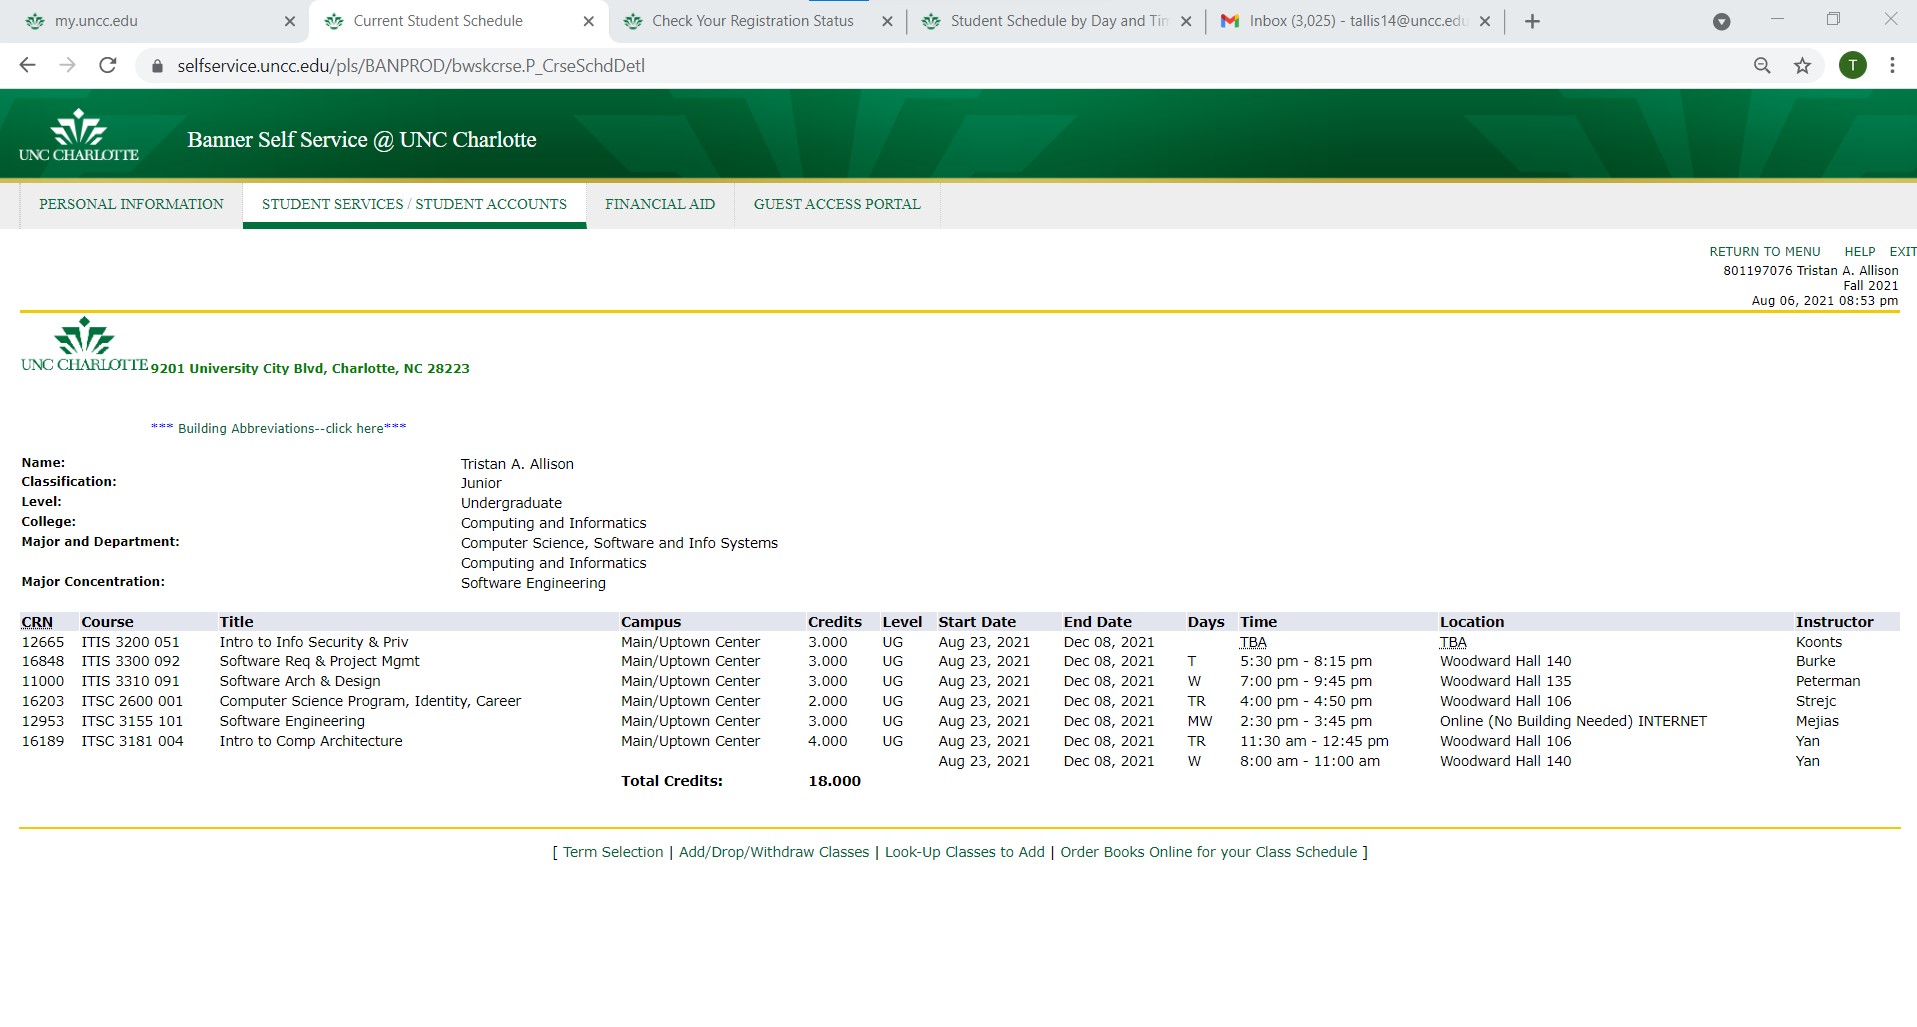 my.uncc.edu Current Student Schedule Check Your Registration Status Student Schedule by Day and Tim Inbox (3,025) - tallis14@uncc.edu
selfservice.uncc.edu/pls/BANPROD/bwskcrse.P_CrseSchdDetl T
UNC CHARLOTTE Banner Self Service @ UNC Charlotte
PERSONAL INFORMATION STUDENT SERVICES / STUDENT ACCOUNTS FINANCIAL AID GUEST ACCESS PORTAL
RETURN TO MENU HELP EXIT
801197076 Tristan A. Allison
Fall 2021
Aug 06, 2021 08:53 pm
UNC CHARLOTTE 9201 University City Blvd, Charlotte, NC 28223
*** Building Abbreviations--click here***
Name: Tristan A. Allison
Classification: Junior
Level: Undergraduate
College: Computing and Informatics
Major and Department: Computer Science, Software and Info Systems
Computing and Informatics
Major Concentration: Software Engineering
CRN Course Title Campus Credits Level Start Date End Date Days Time Location Instructor
12665 ITIS 3200 051 Intro to Info Security & Priv Main/Uptown Center 3.000 UG Aug 23, 2021 Dec 08, 2021 TBA TBA Koonts
16848 ITIS 3300 092 Software Req & Project Mgmt Main/Uptown Center 3.000 UG Aug 23, 2021 Dec 08, 2021 T 5:30 pm - 8:15 pm Woodward Hall 140 Burke
11000 ITIS 3310 091 Software Arch & Design Main/Uptown Center 3.000 UG Aug 23, 2021 Dec 08, 2021 W 7:00 pm - 9:45 pm Woodward Hall 135 Peterman
16203 ITSC 2600 001 Computer Science Program, Identity, Career Main/Uptown Center 2.000 UG Aug 23, 2021 Dec 08, 2021 TR 4:00 pm - 4:50 pm Woodward Hall 106 Strejc
12953 ITSC 3155 101 Software Engineering Main/Uptown Center 3.000 UG Aug 23, 2021 Dec 08, 2021 MW 2:30 pm - 3:45 pm Online (No Building Needed) INTERNET Mejias
16189 ITSC 3181 004 Intro to Comp Architecture Main/Uptown Center 4.000 UG Aug 23, 2021 Dec 08, 2021 TR 11:30 am - 12:45 pm Woodward Hall 106 Yan
Aug 23, 2021 Dec 08, 2021 W 8:00 am - 11:00 am Woodward Hall 140 Yan
Total Credits: 18.000
[ Term Selection | Add/Drop/Withdraw Classes | Look-Up Classes to Add | Order Books Online for your Class Schedule ]